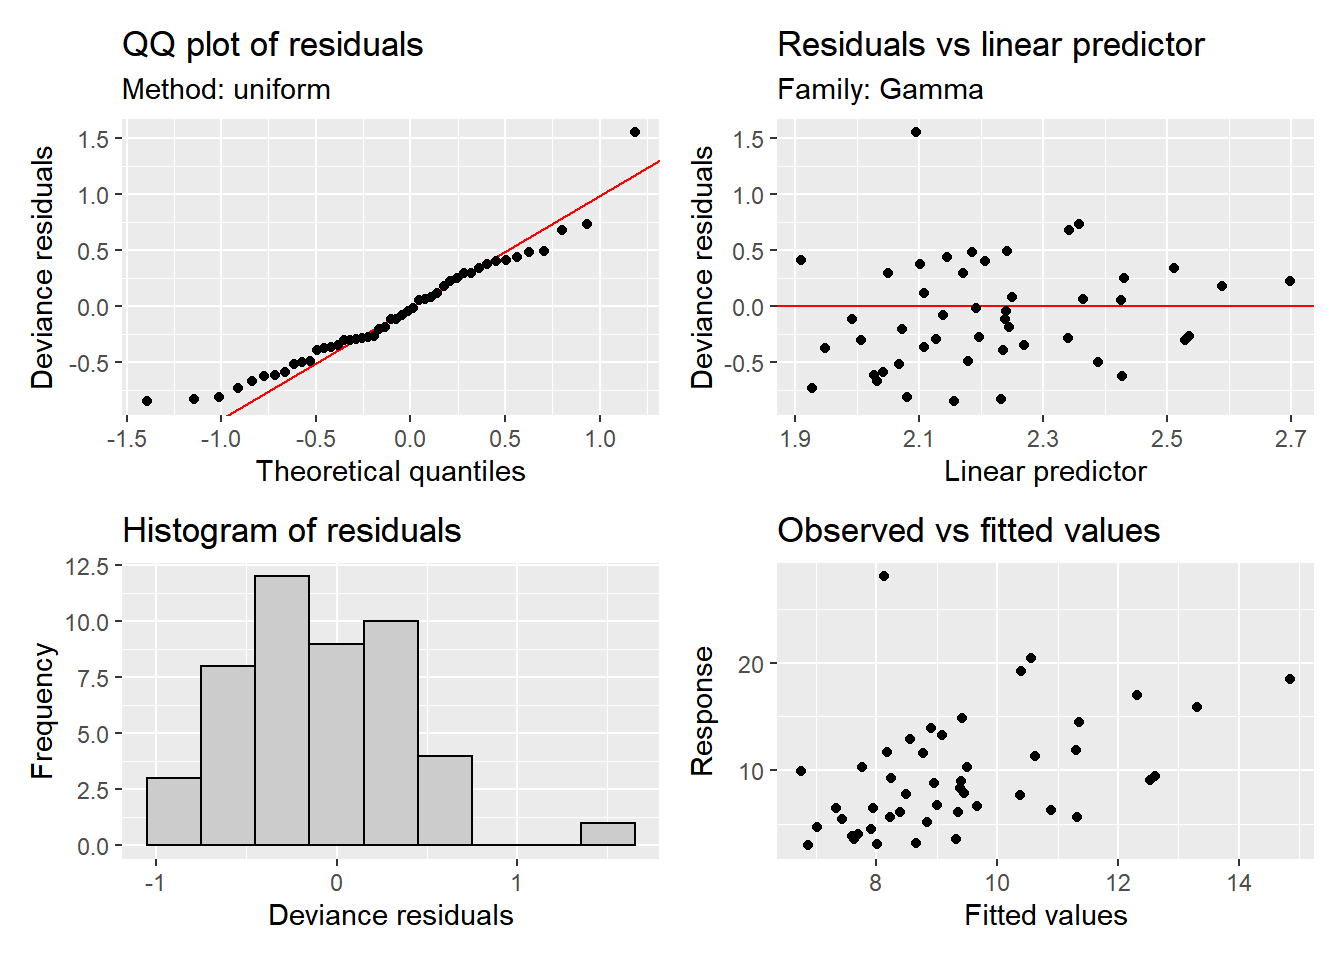 QQ plot of residuals
Method: uniform
1.5
1.0
0.5
0.0
-0.5
Deviance residuals
-1.5 -1.0 -0.5 0.0 0.5 1.0
Theoretical quantiles
Residuals vs linear predictor
Family: Gamma
1.5
1.0
0.5
0.0
-0.5
Deviance residuals
1.9 2.1 2.3 2.5 2.7
Linear predictor
Histogram of residuals
12.5
10.0
7.5
5.0
2.5
0.0
Frequency
-1 0 1
Deviance residuals
Observed vs fitted values
20
10
Response
8 10 12 14
Fitted values